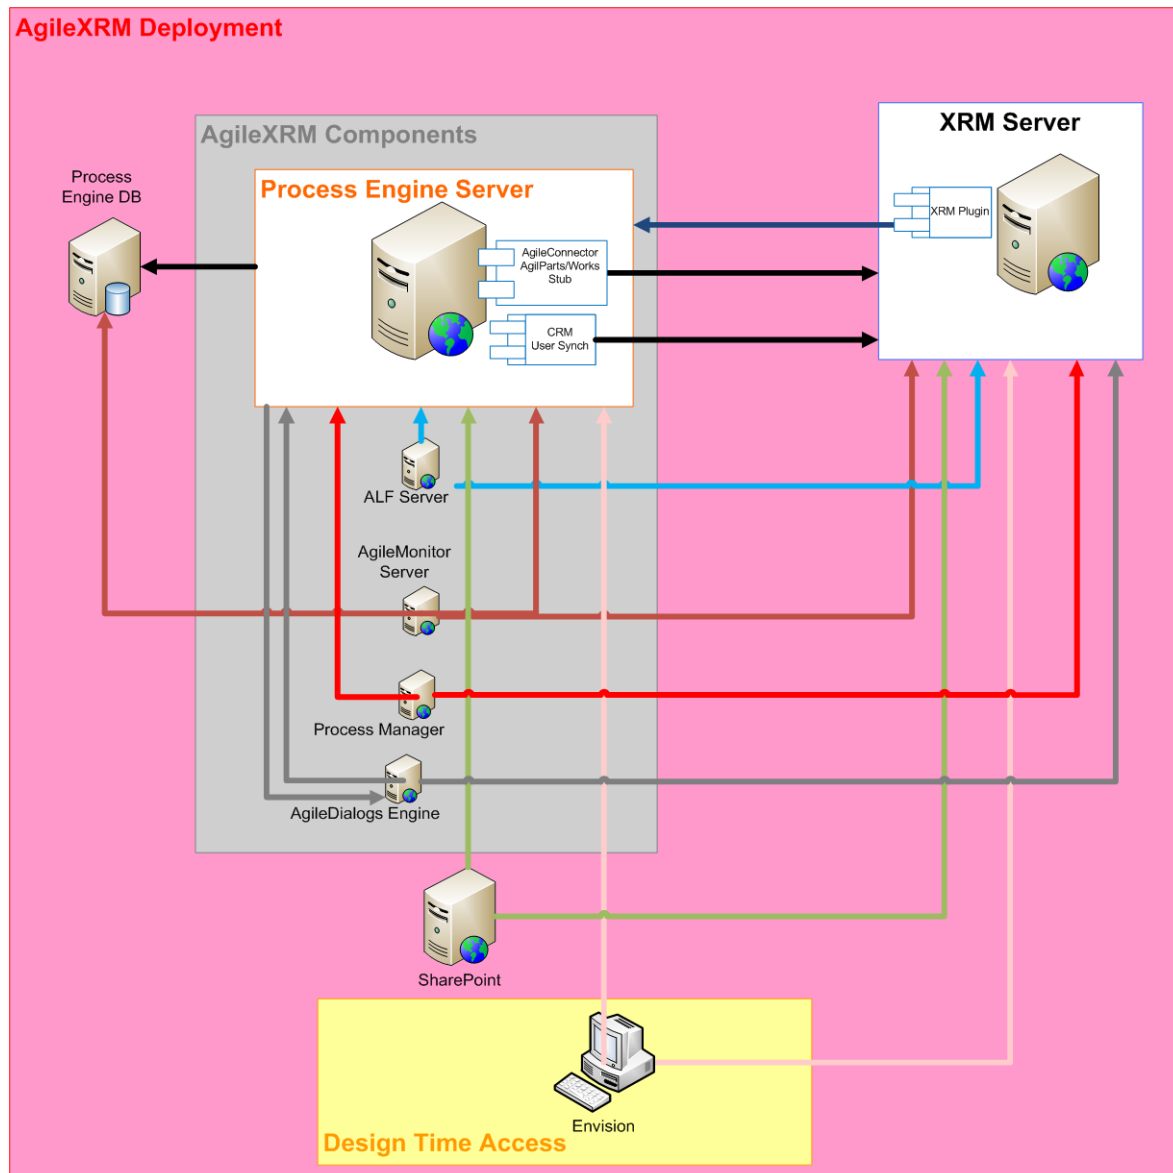 AgileXRM Deployment
AgileXRM Components
XRM Server
Process
Engine DB
Process Engine Server
XRM Plugin
AgileConnector
AgilParts/Works
Stub
CRM
User Synch
ALF Server
AgileMonitor
Server
Process Manager
AgileDialogs Engine
SharePoint
Envision
Design Time Access